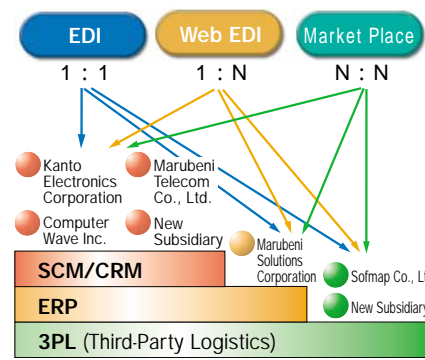 EDI
Web EDI
Market Place
1 : 1
1 : N
N : N
Kanto
Electronics
Corporation
Marubeni
Telecom
Co., Ltd.
Computer
Wave Inc.
New
Subsidiary
Marubeni
Solutions
Corporation
Sofmap Co., Lt
New Subsidiary
SCM/CRM
ERP
3PL (Third-Party Logistics)